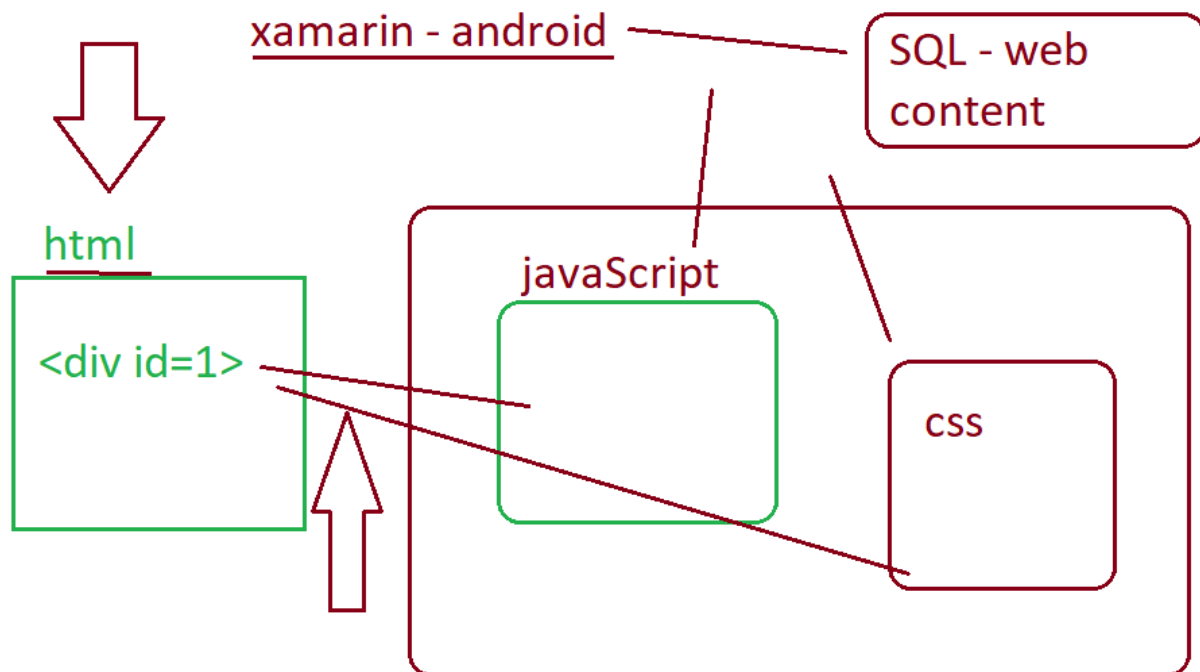 xamarin - android
SQL - web
content
html
javaScript
<div id=1>
css